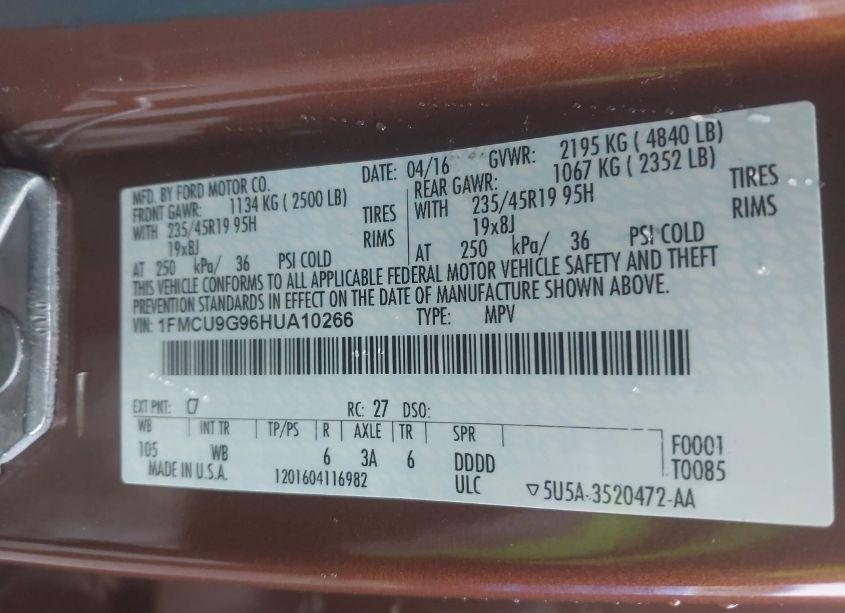 MFD. BY FORD MOTOR CO. DATE: 04/16 GVWR: 2195 KG ( 4840 LB)
FRONT GAWR: 1134 KG ( 2500 LB) REAR GAWR: 1067 KG ( 2352 LB)
WITH 235/45R19 95H TIRES WITH 235/45R19 95H TIRES
19x8J RIMS 19x8J RIMS
AT 250 kPa/ 36 PSI COLD AT 250 kPa/ 36 PSI COLD
THIS VEHICLE CONFORMS TO ALL APPLICABLE FEDERAL MOTOR VEHICLE SAFETY AND THEFT
PREVENTION STANDARDS IN EFFECT ON THE DATE OF MANUFACTURE SHOWN ABOVE.
VIN: 1FMCU9G96HUA10266 TYPE: MPV
EXT PNT: C7 RC: 27 DSO:
WB INT TR TP/PS R AXLE TR SPR
105 WB 6 3A 6 DDDD F0001
MADE IN U.S.A. 1201604116982 ULC T0085
5U5A-3520472-AA